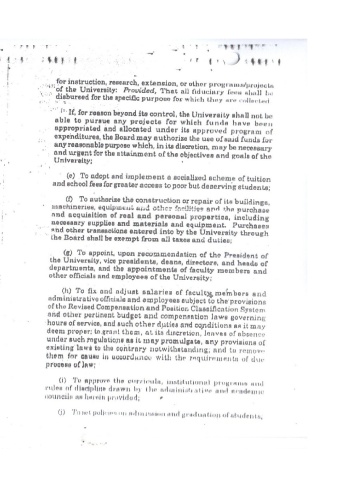 for instruction, research, extension, or other programs/projects
of the University: Provided, That all fiduciary fees shall be
disbursed for the specific purpose for which they are collected.
If, for reason beyond its control, the University shall not be
able to pursue any projects for which funds have been
appropriated and allocated under its approved program of
expenditures, the Board may authorize the use of said funds for
any reasonable purpose which, in its discretion, may be necessary
and urgent for the attainment of the objectives and goals of the
University;
(e) To adopt and implement a socialized scheme of tuition
and school fees for greater access to poor but deserving students;
(f) To authorize the construction or repair of its buildings,
machineries, equipment and other facilities and the purchase
and acquisition of real and personal properties, including
necessary supplies and materials and equipment. Purchases
and other transactions entered into by the University through
the Board shall be exempt from all taxes and duties;
(g) To appoint, upon recommendation of the President of
the University, vice presidents, deans, directors, and heads of
departments, and the appointments of faculty members and
other officials and employees of the University;
(h) To fix and adjust salaries of faculty members and
administrative officials and employees subject to the provisions
of the Revised Compensation and Position Classification System
and other pertinent budget and compensation laws governing
hours of service, and such other duties and conditions as it may
deem proper; to grant them, at its discretion, leaves of absence
under such regulations as it may promulgate, any provisions of
existing laws to the contrary notwithstanding; and to remove
them for cause in accordance with the requirements of due
process of law;
(i) To approve the curricula, institutional programs and
rules of discipline drawn by the administrative and academic
councils as herein provided;
(j) To set policies on admission and graduation of students,